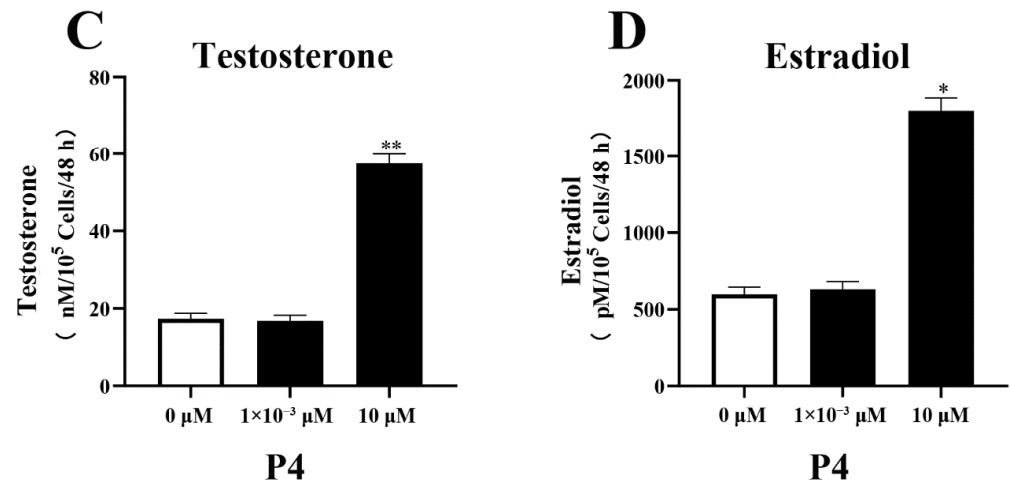 C
Testosterone
Testosterone
( nM/10⁵ Cells/48 h)
80
60
40
20
0
**
0 μM
1×10⁻³ μM
10 μM
P4
D
Estradiol
Estradiol
( pM/10⁵ Cells/48 h)
2000
1500
1000
500
0
*
0 μM
1×10⁻³ μM
10 μM
P4